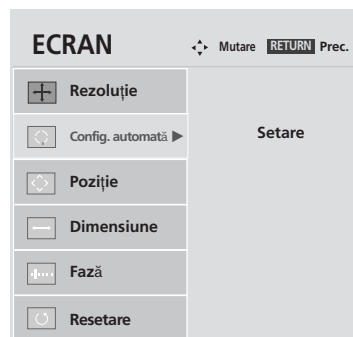 ECRAN Mutare RETURN Prec.
Rezoluție
Config. automată ▶ Setare
Poziție
Dimensiune
Fază
Resetare